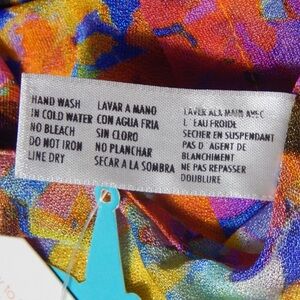 HAND WASH
IN COLD WATER
NO BLEACH
DO NOT IRON
LINE DRY
LAVAR A MANO
CON AGUA FRIA
SIN CLORO
NO PLANCHAR
SECAR A LA SOMBRA
LAVER A LA MAIN AVEC
L EAU FROIDE
SECHER EN SUSPENDANT
PAS D AGENT DE
BLANCHIMENT
NE PAS REPASSER
DOUBLURE